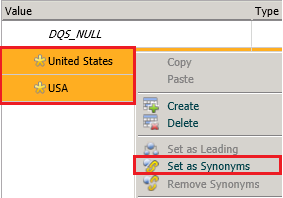 Value Type
DQS_NULL
United States
USA
Copy
Paste
Create
Delete
Set as Leading
Set as Synonyms
Remove Synonyms